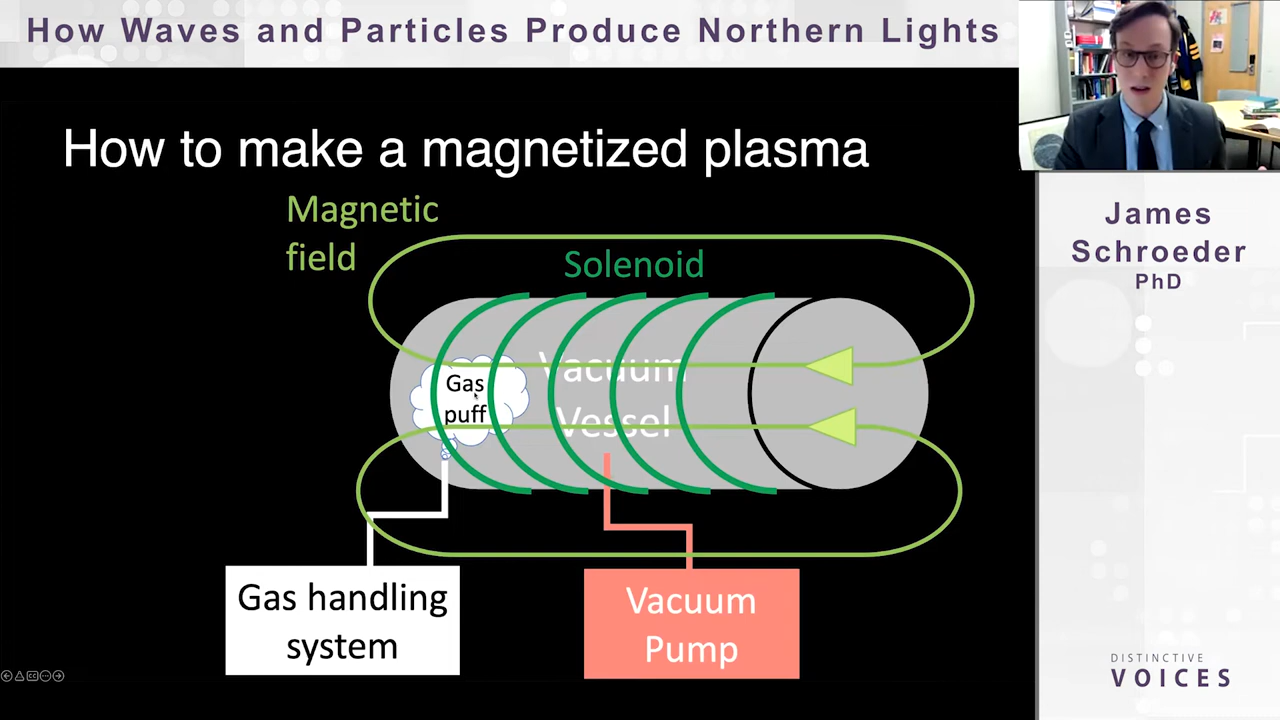 How Waves and Particles Produce Northern Lights
How to make a magnetized plasma
Magnetic
field
Solenoid
Vacuum
Vessel
Gas
puff
Gas handling
system
Vacuum
Pump
James
Schroeder
PhD
DISTINCTIVE
VOICES